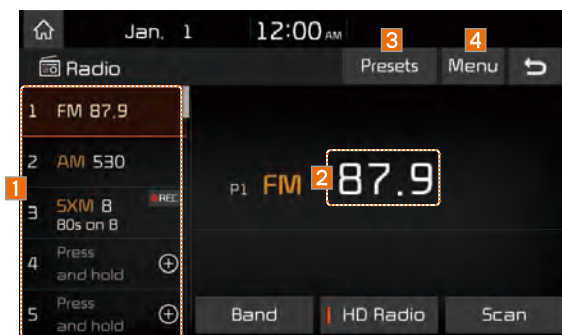 Jan. 1 12:00 AM
3 4
Radio Presets Menu
1 FM 87.9
2 AM 530
1
3 SXM 8 REC
80s on 8
P1 FM 2 87.9
4 Press
and hold
5 Press
and hold
Band HD Radio Scan